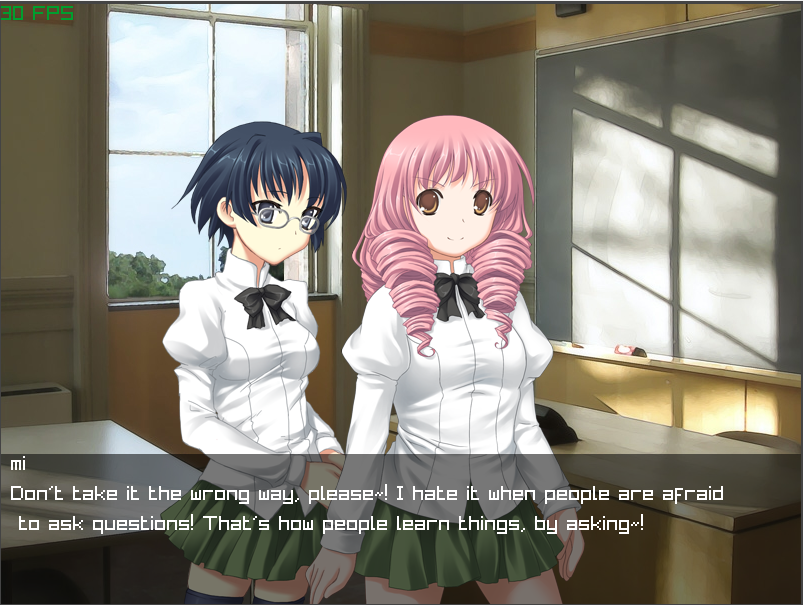 30 FPS
mi
Don't take it the wrong way, please~! I hate it when people are afraid
to ask questions! That's how people learn things, by asking~!